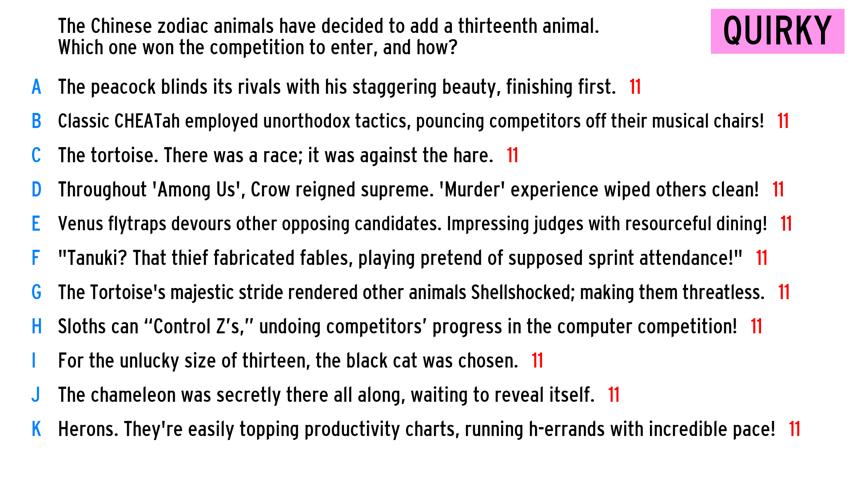 The Chinese zodiac animals have decided to add a thirteenth animal.
Which one won the competition to enter, and how?
QUIRKY
A The peacock blinds its rivals with his staggering beauty, finishing first. 11
B Classic CHEATah employed unorthodox tactics, pouncing competitors off their musical chairs! 11
C The tortoise. There was a race; it was against the hare. 11
D Throughout 'Among Us', Crow reigned supreme. 'Murder' experience wiped others clean! 11
E Venus flytraps devours other opposing candidates. Impressing judges with resourceful dining! 11
F "Tanuki? That thief fabricated fables, playing pretend of supposed sprint attendance!" 11
G The Tortoise's majestic stride rendered other animals Shellshocked; making them threatless. 11
H Sloths can “Control Z’s,” undoing competitors’ progress in the computer competition! 11
I For the unlucky size of thirteen, the black cat was chosen. 11
J The chameleon was secretly there all along, waiting to reveal itself. 11
K Herons. They're easily topping productivity charts, running h-errands with incredible pace! 11